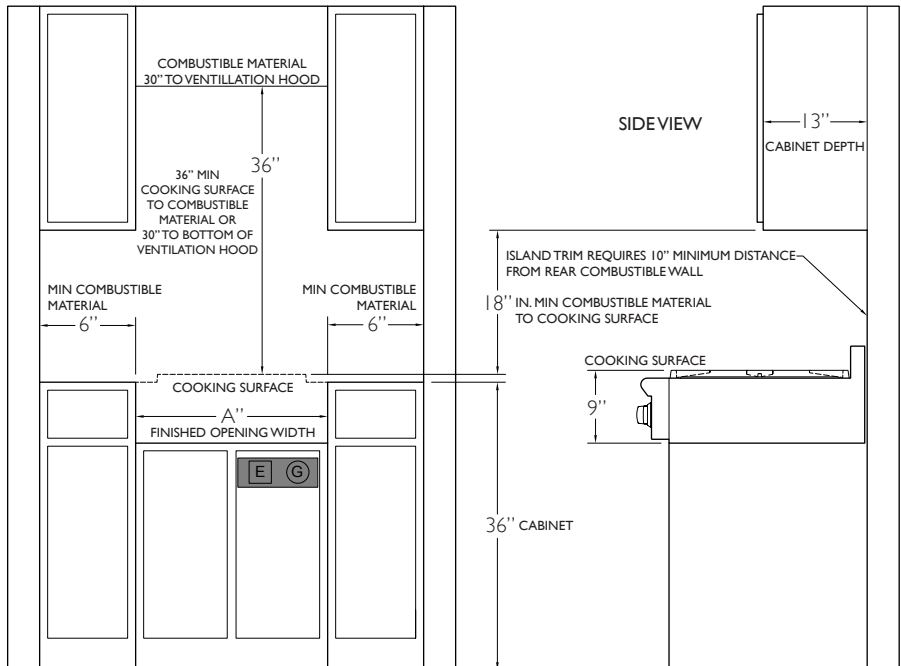 COMBUSTIBLE MATERIAL
30” TO VENTILLATION HOOD
36”
36” MIN
COOKING SURFACE
TO COMBUSTIBLE
MATERIAL OR
30” TO BOTTOM OF
VENTILATION HOOD
MIN COMBUSTIBLE
MATERIAL
6”
MIN COMBUSTIBLE
MATERIAL
6”
COOKING SURFACE
A”
FINISHED OPENING WIDTH
E G
SIDE VIEW
13”
CABINET DEPTH
ISLAND TRIM REQUIRES 10” MINIMUM DISTANCE
FROM REAR COMBUSTIBLE WALL
18” IN. MIN COMBUSTIBLE MATERIAL
TO COOKING SURFACE
COOKING SURFACE
9”
36” CABINET